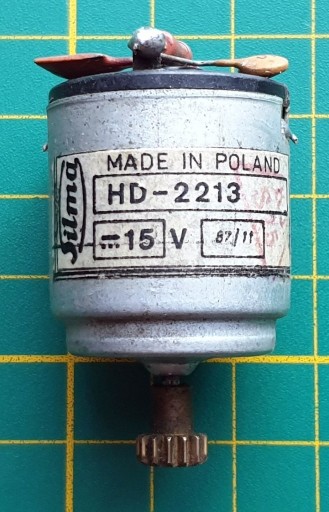 Silma
MADE IN POLAND
HD-2213
⎓15 V 87/11